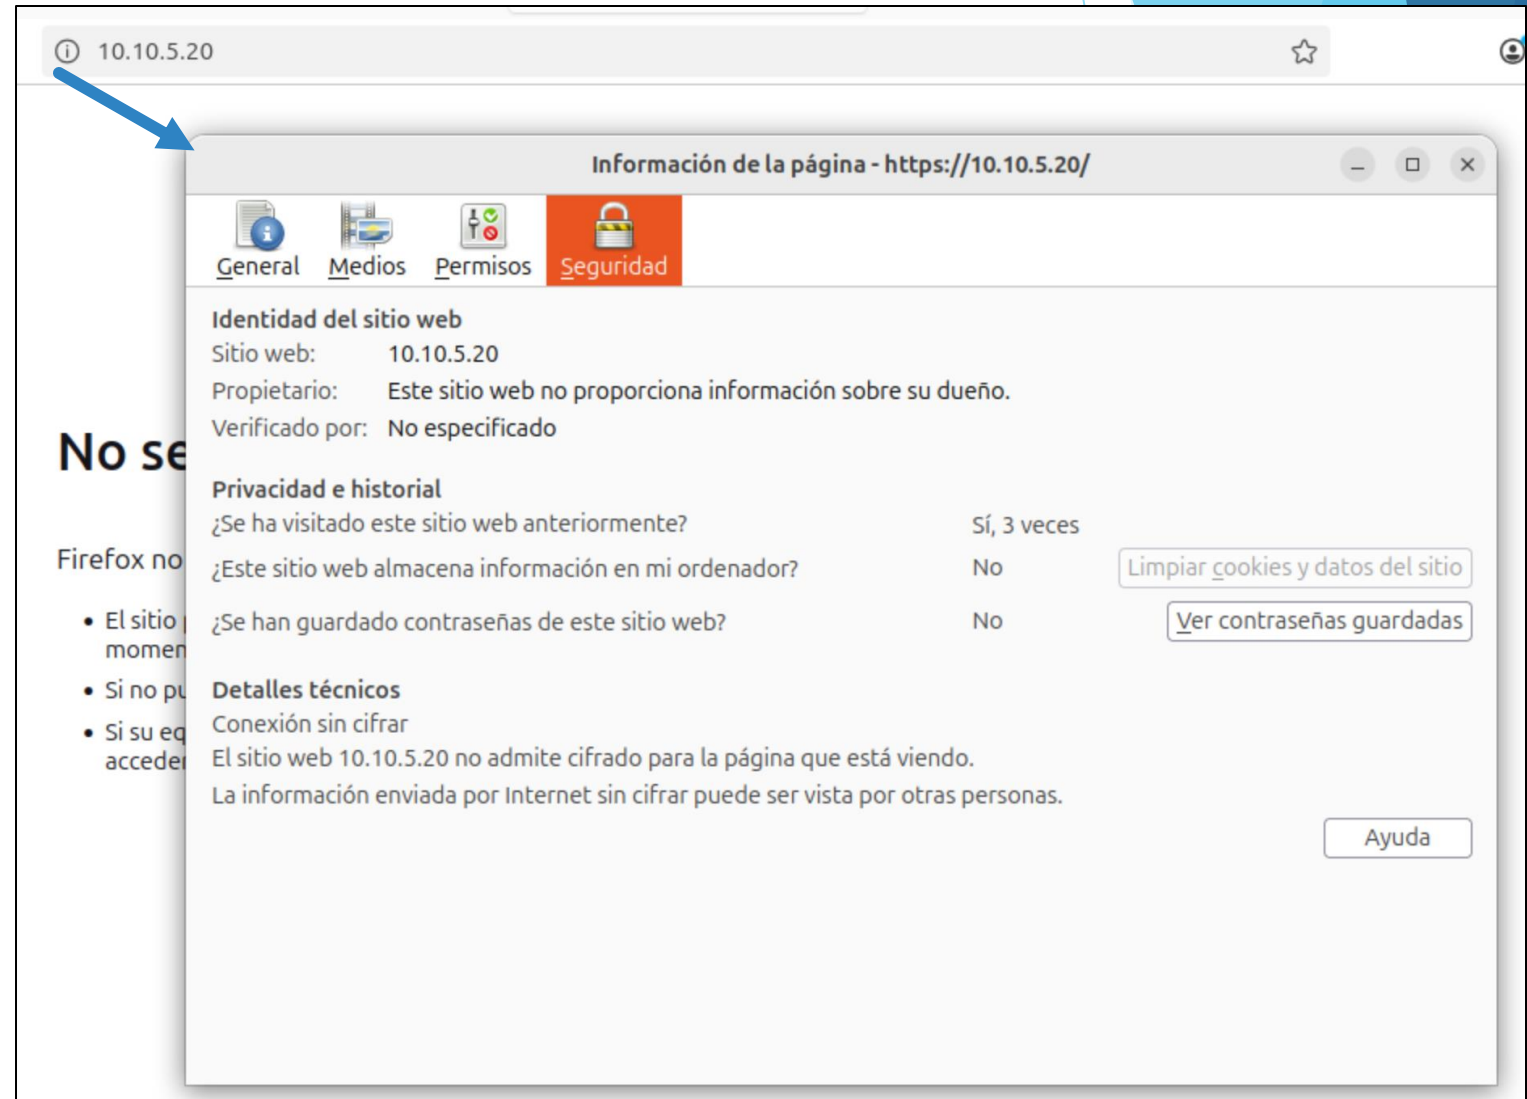 10.10.5.20
Información de la página - https://10.10.5.20/
General Medios Permisos Seguridad
Identidad del sitio web
Sitio web: 10.10.5.20
Propietario: Este sitio web no proporciona información sobre su dueño.
Verificado por: No especificado
No se
Privacidad e historial
¿Se ha visitado este sitio web anteriormente? Sí, 3 veces
Firefox no
¿Este sitio web almacena información en mi ordenador? No Limpiar cookies y datos del sitio
• El sitio
¿Se han guardado contraseñas de este sitio web? No Ver contraseñas guardadas
momen
• Si no pu
Detalles técnicos
Conexión sin cifrar
• Si su eq
El sitio web 10.10.5.20 no admite cifrado para la página que está viendo.
acceder
La información enviada por Internet sin cifrar puede ser vista por otras personas.
Ayuda